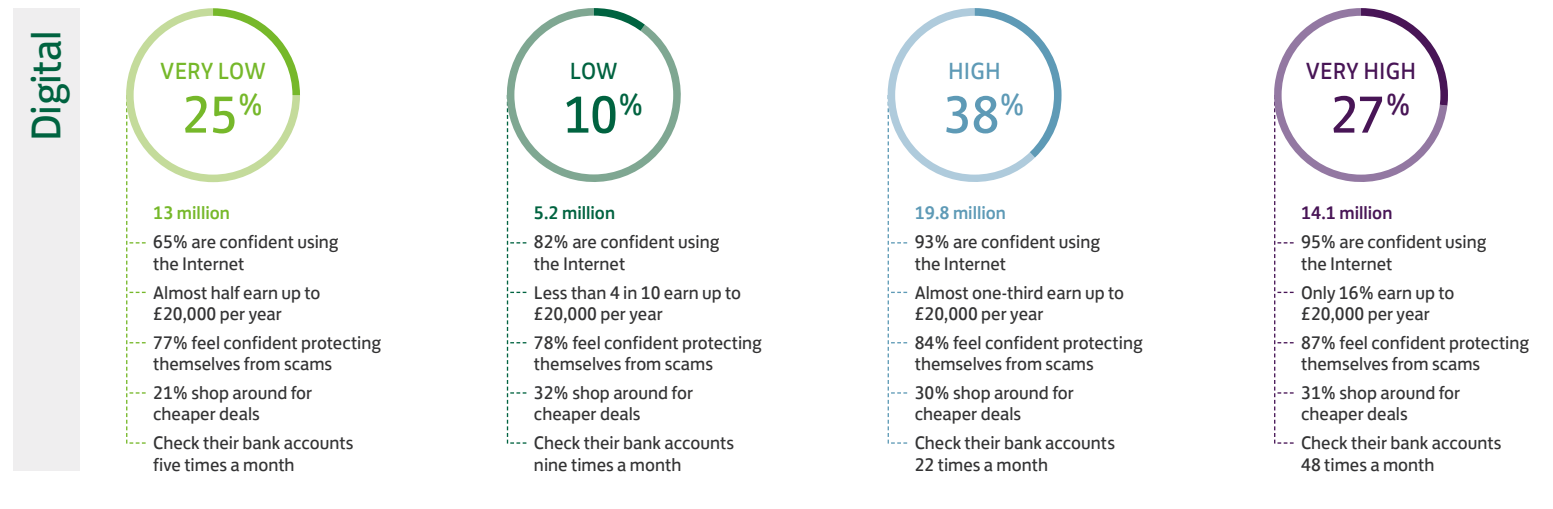 Digital
VERY LOW
25%
13 million
65% are confident using
the Internet
Almost half earn up to
£20,000 per year
77% feel confident protecting
themselves from scams
21% shop around for
cheaper deals
Check their bank accounts
five times a month
LOW
10%
5.2 million
82% are confident using
the Internet
Less than 4 in 10 earn up to
£20,000 per year
78% feel confident protecting
themselves from scams
32% shop around for
cheaper deals
Check their bank accounts
nine times a month
HIGH
38%
19.8 million
93% are confident using
the Internet
Almost one-third earn up to
£20,000 per year
84% feel confident protecting
themselves from scams
30% shop around for
cheaper deals
Check their bank accounts
22 times a month
VERY HIGH
27%
14.1 million
95% are confident using
the Internet
Only 16% earn up to
£20,000 per year
87% feel confident protecting
themselves from scams
31% shop around for
cheaper deals
Check their bank accounts
48 times a month